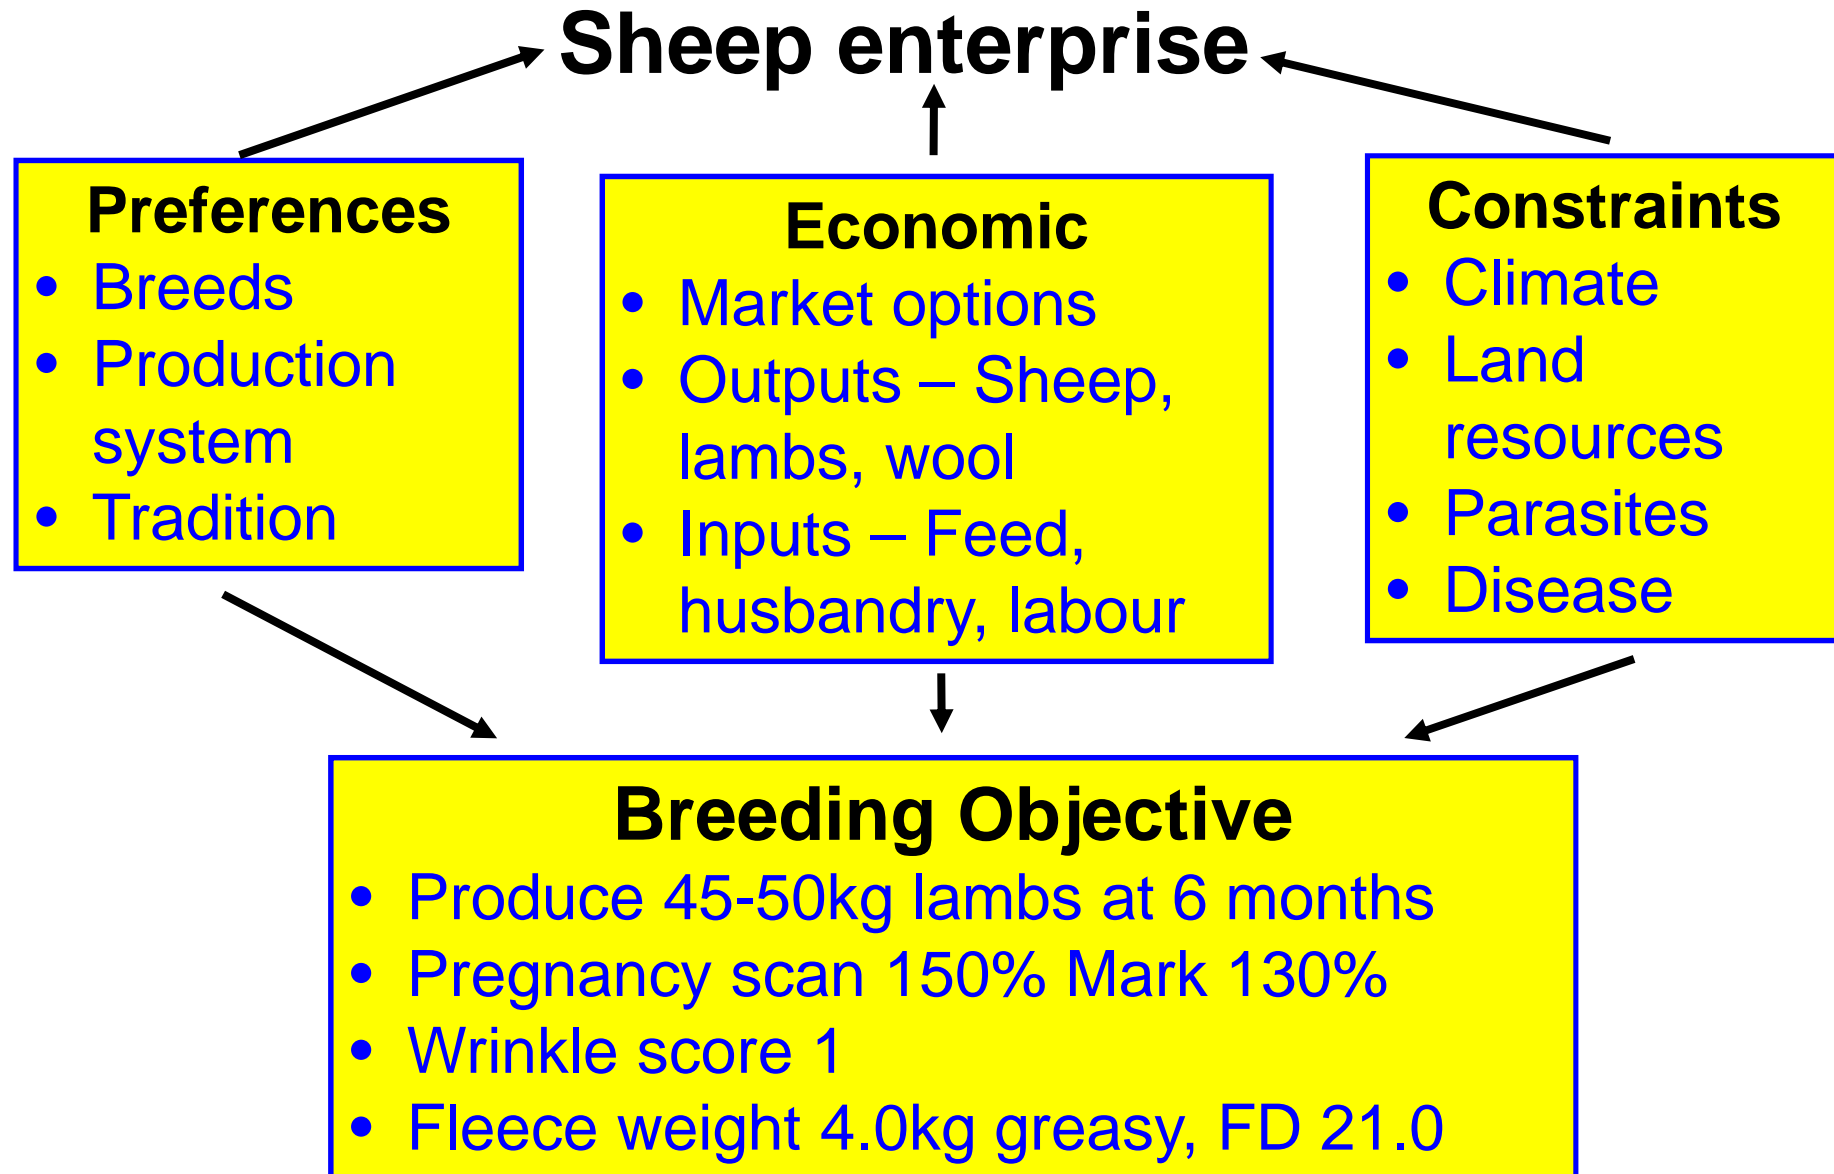 Sheep enterprise
Preferences
• Breeds
• Production
system
• Tradition
Economic
• Market options
• Outputs – Sheep,
lambs, wool
• Inputs – Feed,
husbandry, labour
Constraints
• Climate
• Land
resources
• Parasites
• Disease
Breeding Objective
• Produce 45-50kg lambs at 6 months
• Pregnancy scan 150% Mark 130%
• Wrinkle score 1
• Fleece weight 4.0kg greasy, FD 21.0